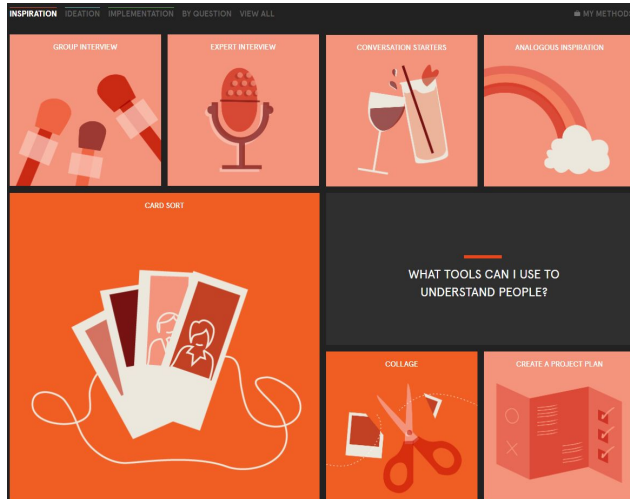 INSPIRATION IDEATION IMPLEMENTATION BY QUESTION VIEW ALL MY METHODS
GROUP INTERVIEW
EXPERT INTERVIEW
CONVERSATION STARTERS
ANALOGOUS INSPIRATION
CARD SORT
WHAT TOOLS CAN I USE TO
UNDERSTAND PEOPLE?
COLLAGE
CREATE A PROJECT PLAN